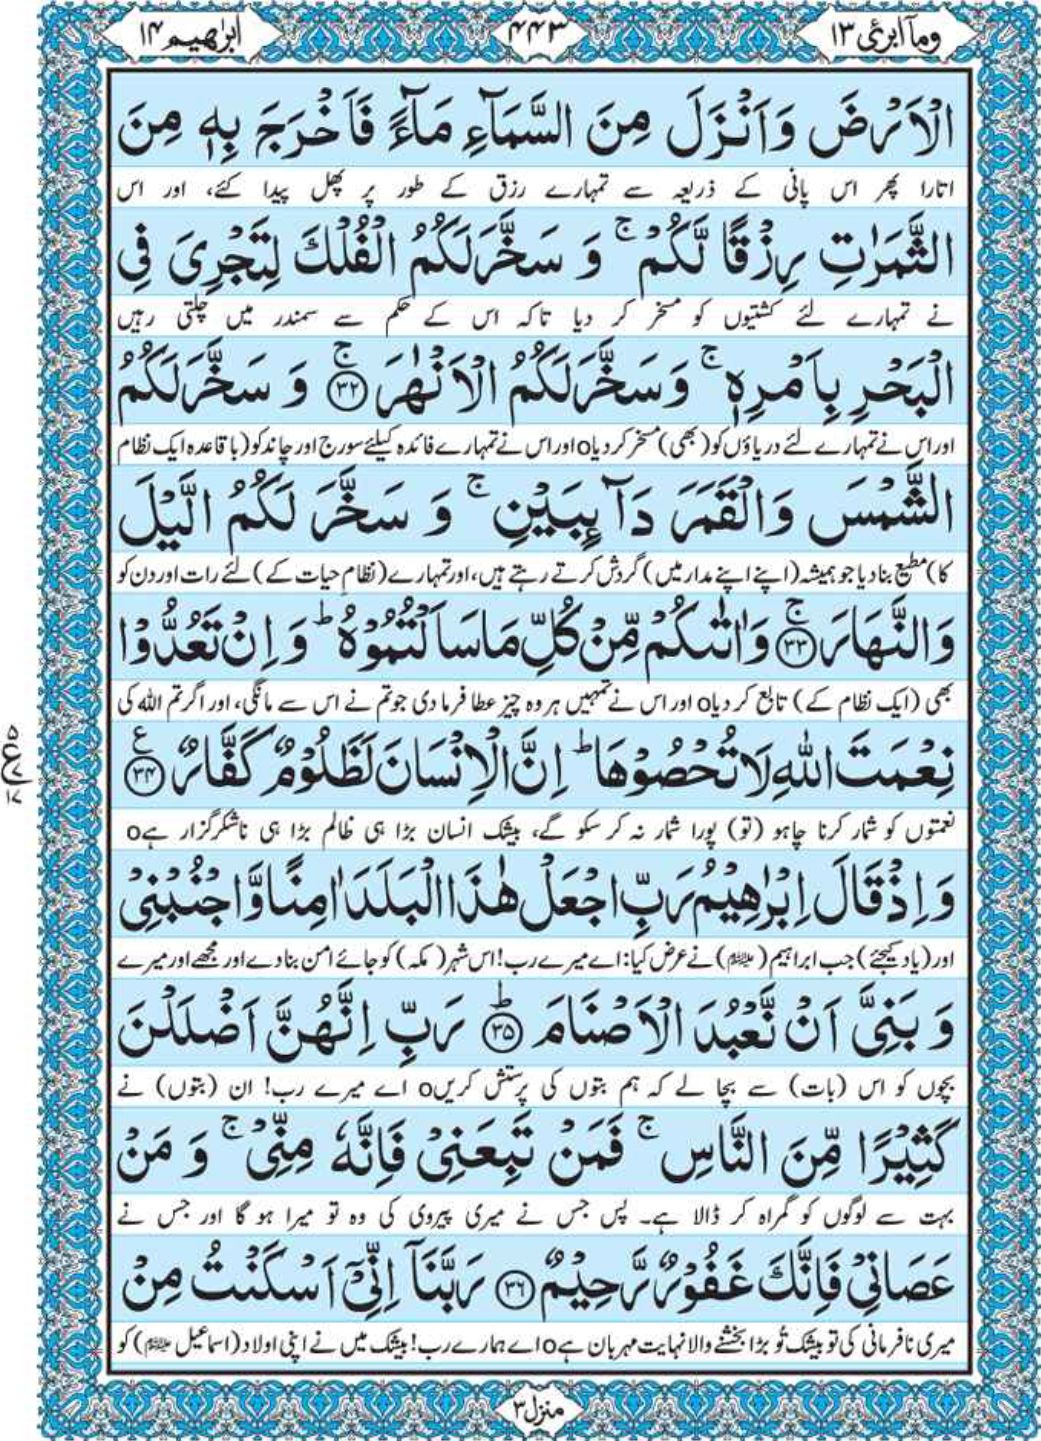 ومآ ابرئ ۱۳
۴۴۳
ابرٰهیم ۱۴
الْاَرْضَ وَاَنْزَلَ مِنَ السَّمَآءِ مَآءً فَاَخْرَجَ بِهٖ مِنَ
اتارا پھر اس پانی کے ذریعہ سے تمہارے رزق کے طور پر پھل پیدا کئے، اور اس
الثَّمَرٰتِ رِزْقًا لَّكُمْ ۚ وَ سَخَّرَ لَكُمُ الْفُلْكَ لِتَجْرِىَ فِى
نے تمہارے لئے کشتیوں کو مسخر کر دیا تاکہ اس کے حکم سے سمندر میں چلتی رہیں
الْبَحْرِ بِاَمْرِهٖ ۚ وَسَخَّرَ لَكُمُ الْاَنْهٰرَ ۚ ﴿۳۲﴾ وَ سَخَّرَ لَكُمُ
اور اس نے تمہارے لئے دریاؤں کو (بھی) مسخر کر دیاo اور اس نے تمہارے فائدہ کیلئے سورج اور چاند کو (باقاعدہ ایک نظام
الشَّمْسَ وَالْقَمَرَ دَآىِٕبَيْنِ ۚ وَ سَخَّرَ لَكُمُ الَّيْلَ
کا) مطیع بنا دیا جو ہمیشہ (اپنے اپنے مدار میں) گردش کرتے رہتے ہیں، اور تمہارے (نظامِ حیات کے) لئے رات اور دن کو
وَالنَّهَارَ ۚ ﴿۳۳﴾ وَاٰتٰىكُمْ مِّنْ كُلِّ مَا سَاَلْتُمُوْهُ ؕ وَ اِنْ تَعُدُّوْا
بھی (ایک نظام کے) تابع کر دیاo اور اس نے تمہیں ہر وہ چیز عطا فرما دی جو تم نے اس سے مانگی، اور اگر تم اللہ کی
نِعْمَتَ اللّٰهِ لَا تُحْصُوْهَا ؕ اِنَّ الْاِنْسَانَ لَظَلُوْمٌ كَفَّارٌ ﴿۳۴﴾ ع
نعمتوں کو شمار کرنا چاہو (تو) پورا شمار نہ کر سکو گے، بیشک انسان بڑا ہی ظالم بڑا ہی ناشکرگزار ہےo
وَ اِذْ قَالَ اِبْرٰهِيْمُ رَبِّ اجْعَلْ هٰذَا الْبَلَدَ اٰمِنًا وَّاجْنُبْنِىْ
اور (یاد کیجئے) جب ابراہیم (علیہ السلام) نے عرض کیا: اے میرے رب! اس شہر (مکہ) کو جائے امن بنا دے اور مجھے اور میرے
وَ بَنِىَّ اَنْ نَّعْبُدَ الْاَصْنَامَ ؕ ﴿۳۵﴾ رَبِّ اِنَّهُنَّ اَضْلَلْنَ
بچوں کو اس (بات) سے بچا لے کہ ہم بتوں کی پرستش کریںo اے میرے رب! ان (بتوں) نے
كَثِيْرًا مِّنَ النَّاسِ ۚ فَمَنْ تَبِعَنِىْ فَاِنَّهٗ مِنِّىْ ۚ وَ مَنْ
بہت سے لوگوں کو گمراہ کر ڈالا ہے۔ پس جس نے میری پیروی کی وہ تو میرا ہو گا اور جس نے
عَصَانِىْ فَاِنَّكَ غَفُوْرٌ رَّحِيْمٌ ﴿۳۶﴾ رَبَّنَآ اِنِّىْٓ اَسْكَنْتُ مِنْ
میری نافرمانی کی تو بیشک تُو بڑا بخشنے والا نہایت مہربان ہےo اے ہمارے رب! بیشک میں نے اپنی اولاد (اسماعیل علیہ السلام) کو
منزل ۳